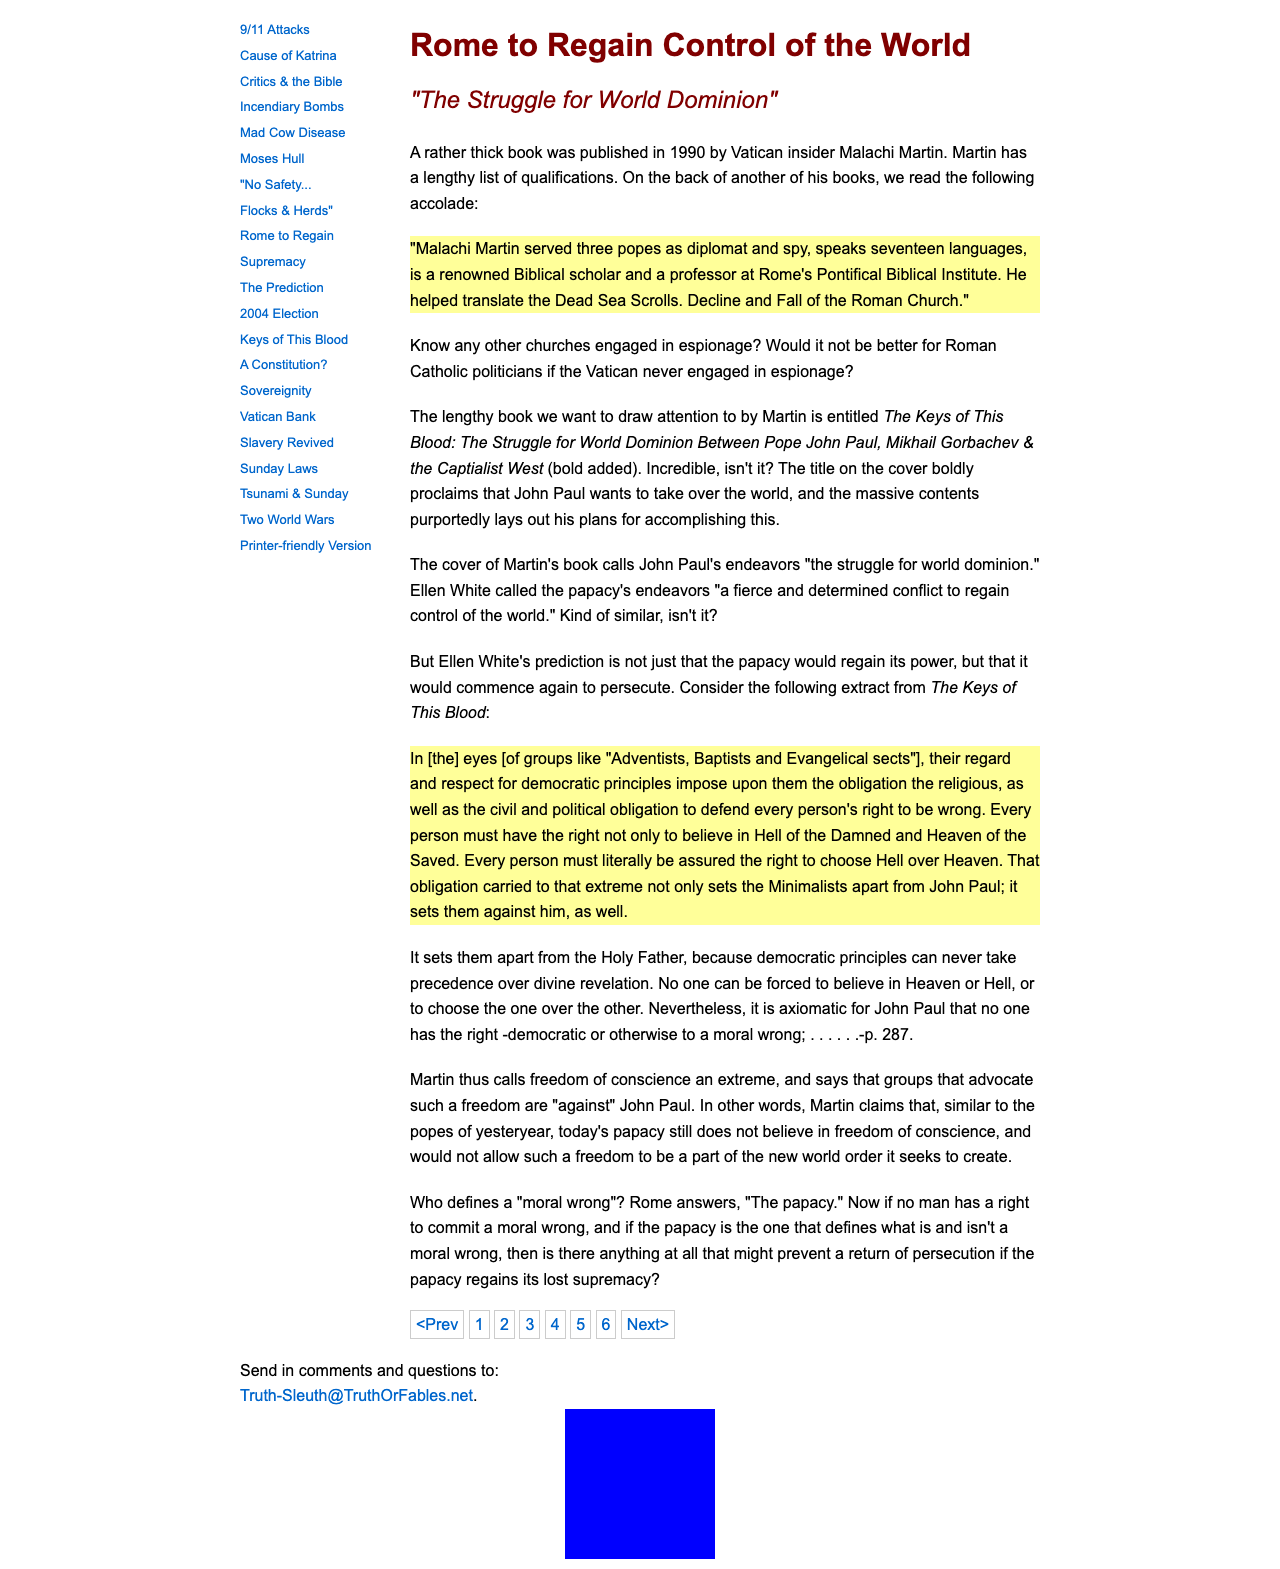 9/11 Attacks
Cause of Katrina
Critics & the Bible
Incendiary Bombs
Mad Cow Disease
Moses Hull
"No Safety...
Flocks & Herds"
Rome to Regain
Supremacy
The Prediction
2004 Election
Keys of This Blood
A Constitution?
Sovereignity
Vatican Bank
Slavery Revived
Sunday Laws
Tsunami & Sunday
Two World Wars
Printer-friendly Version
Rome to Regain Control of the World
"The Struggle for World Dominion"
A rather thick book was published in 1990 by Vatican insider Malachi Martin. Martin has
a lengthy list of qualifications. On the back of another of his books, we read the following
accolade:
"Malachi Martin served three popes as diplomat and spy, speaks seventeen languages,
is a renowned Biblical scholar and a professor at Rome's Pontifical Biblical Institute. He
helped translate the Dead Sea Scrolls. Decline and Fall of the Roman Church."
Know any other churches engaged in espionage? Would it not be better for Roman
Catholic politicians if the Vatican never engaged in espionage?
The lengthy book we want to draw attention to by Martin is entitled The Keys of This
Blood: The Struggle for World Dominion Between Pope John Paul, Mikhail Gorbachev &
the Captialist West (bold added). Incredible, isn't it? The title on the cover boldly
proclaims that John Paul wants to take over the world, and the massive contents
purportedly lays out his plans for accomplishing this.
The cover of Martin's book calls John Paul's endeavors "the struggle for world dominion."
Ellen White called the papacy's endeavors "a fierce and determined conflict to regain
control of the world." Kind of similar, isn't it?
But Ellen White's prediction is not just that the papacy would regain its power, but that it
would commence again to persecute. Consider the following extract from The Keys of
This Blood:
In [the] eyes [of groups like "Adventists, Baptists and Evangelical sects"], their regard
and respect for democratic principles impose upon them the obligation the religious, as
well as the civil and political obligation to defend every person's right to be wrong. Every
person must have the right not only to believe in Hell of the Damned and Heaven of the
Saved. Every person must literally be assured the right to choose Hell over Heaven. That
obligation carried to that extreme not only sets the Minimalists apart from John Paul; it
sets them against him, as well.
It sets them apart from the Holy Father, because democratic principles can never take
precedence over divine revelation. No one can be forced to believe in Heaven or Hell, or
to choose the one over the other. Nevertheless, it is axiomatic for John Paul that no one
has the right -democratic or otherwise to a moral wrong; . . . . . .-p. 287.
Martin thus calls freedom of conscience an extreme, and says that groups that advocate
such a freedom are "against" John Paul. In other words, Martin claims that, similar to the
popes of yesteryear, today's papacy still does not believe in freedom of conscience, and
would not allow such a freedom to be a part of the new world order it seeks to create.
Who defines a "moral wrong"? Rome answers, "The papacy." Now if no man has a right
to commit a moral wrong, and if the papacy is the one that defines what is and isn't a
moral wrong, then is there anything at all that might prevent a return of persecution if the
papacy regains its lost supremacy?
<Prev 1 2 3 4 5 6 Next>
Send in comments and questions to:
Truth-Sleuth@TruthOrFables.net.